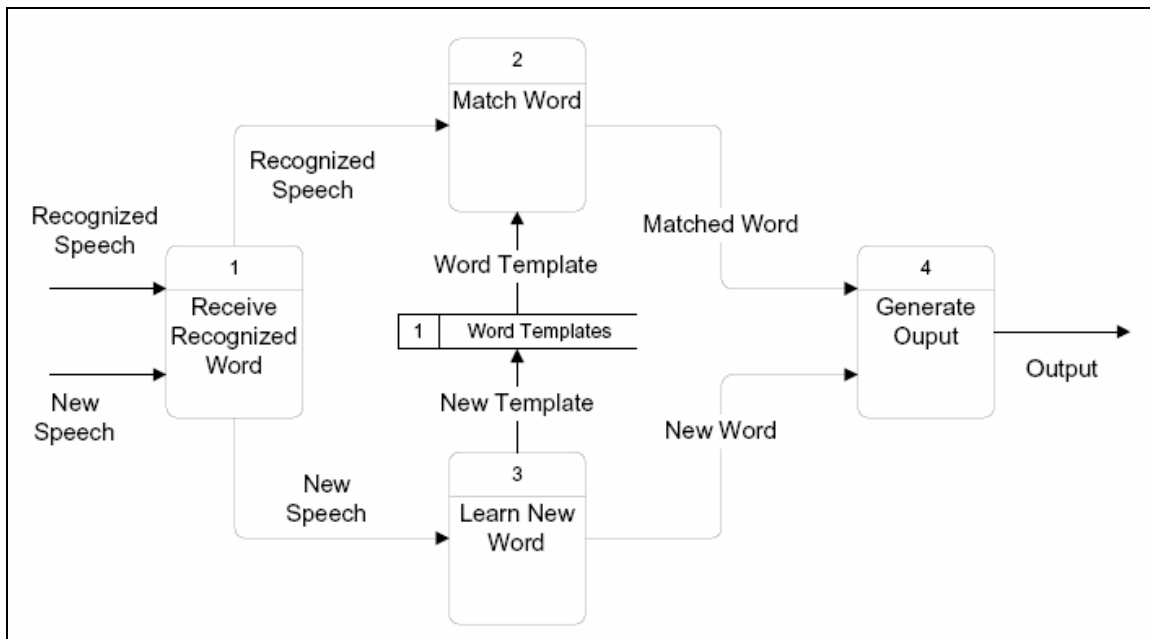 2
Match Word
Recognized
Speech
Recognized
Speech
Matched Word
1
Receive
Recognized
Word
Word Template
4
Generate
Ouput
1 Word Templates
Output
New
Speech
New Template
New Word
3
Learn New
Word
New
Speech